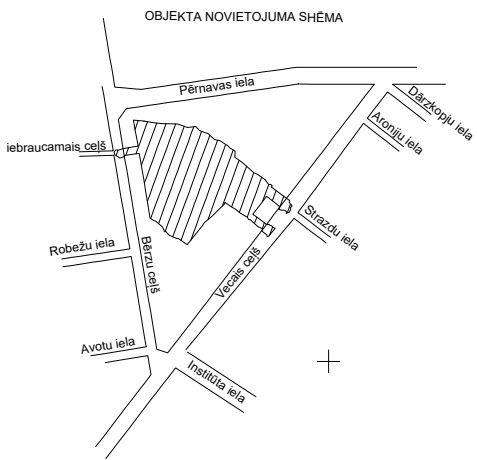 OBJEKTA NOVIETOJUMA SHĒMA
Pērnavas iela
Dārzkopju iela
Aroniju iela
iebraucamais ceļš
Strazdu iela
Robežu iela
Bērzu ceļš
Vecais ceļš
Avotu iela
Institūta iela